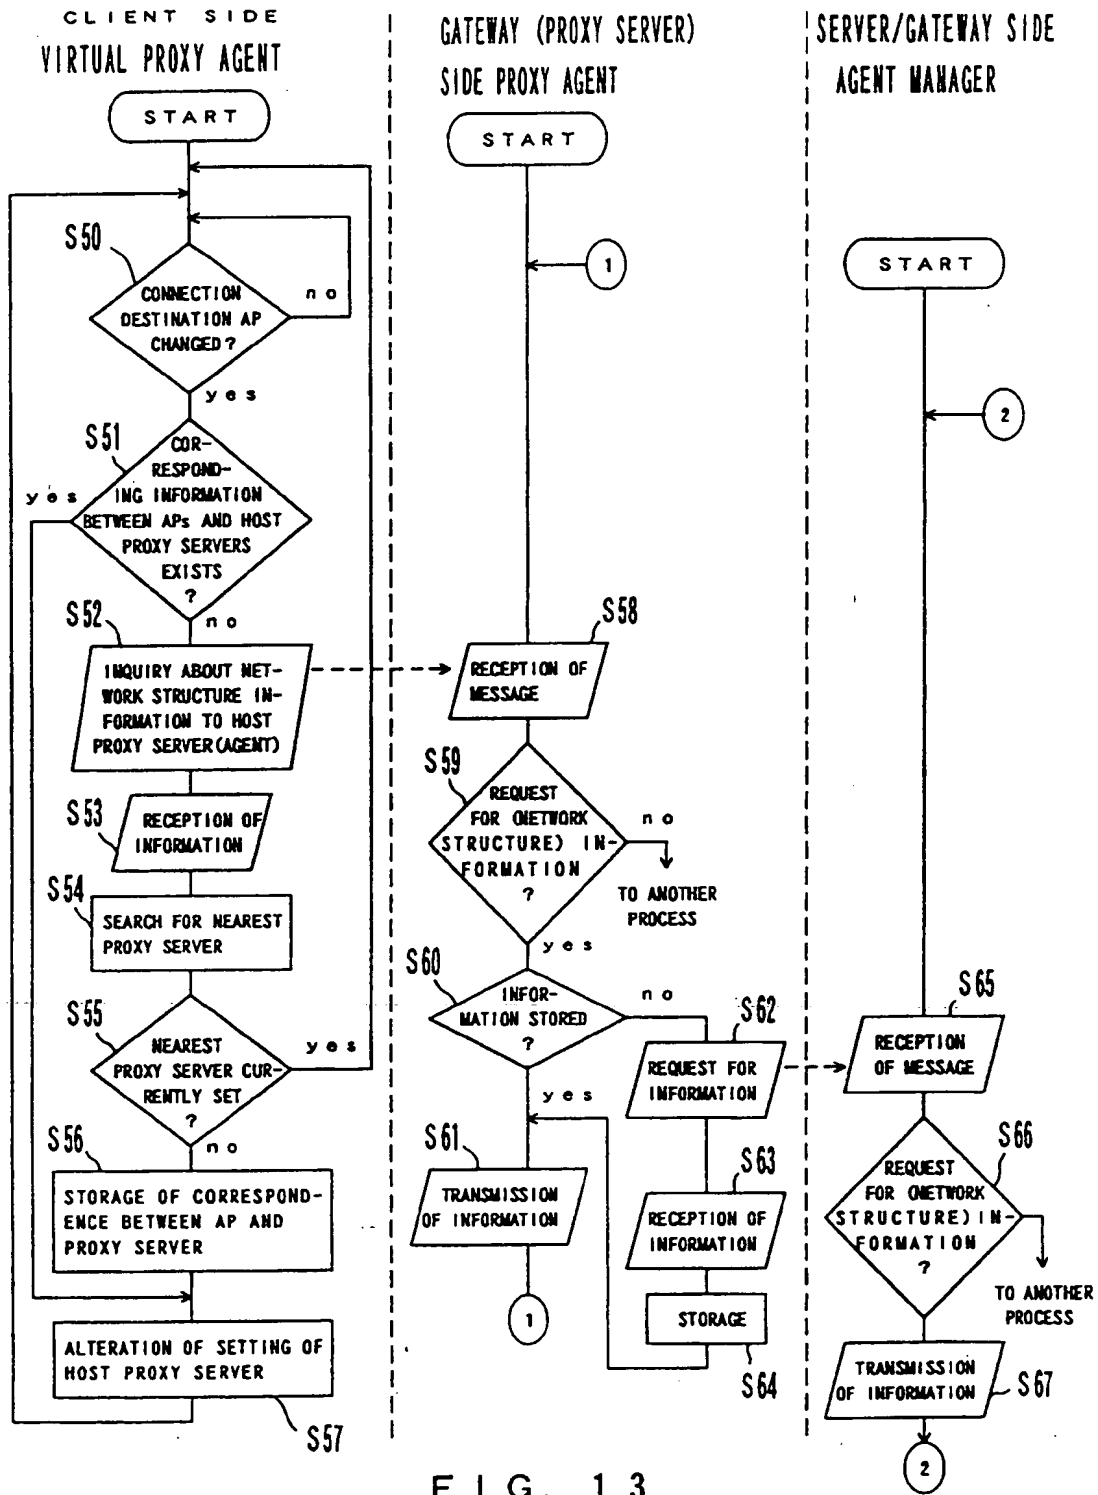 CLIENT SIDE
VIRTUAL PROXY AGENT
START
S50
CONNECTION
DESTINATION AP
CHANGED?
no
yes
S51
COR-
RESPOND-
ING INFORMATION
BETWEEN APs AND HOST
PROXY SERVERS
EXISTS
?
yes
no
S52
INQUIRY ABOUT NET-
WORK STRUCTURE IN-
FORMATION TO HOST
PROXY SERVER(AGENT)
S53
RECEPTION OF
INFORMATION
S54
SEARCH FOR NEAREST
PROXY SERVER
S55
NEAREST
PROXY SERVER CUR-
RENTLY SET
?
yes
no
S56
STORAGE OF CORRESPOND-
ENCE BETWEEN AP AND
PROXY SERVER
ALTERATION OF SETTING OF
HOST PROXY SERVER
S57
GATEWAY (PROXY SERVER)
SIDE PROXY AGENT
START
1
S58
RECEPTION OF
MESSAGE
S59
REQUEST
FOR (NETWORK
STRUCTURE) IN-
FORMATION
?
no
TO ANOTHER
PROCESS
yes
S60
INFOR-
MATION STORED
?
no
yes
S61
TRANSMISSION
OF INFORMATION
1
S62
REQUEST FOR
INFORMATION
S63
RECEPTION OF
INFORMATION
STORAGE
S64
SERVER/GATEWAY SIDE
AGENT MANAGER
START
2
S65
RECEPTION
OF MESSAGE
S66
REQUEST
FOR (NETWORK
STRUCTURE) IN-
FORMATION
?
TO ANOTHER
PROCESS
TRANSMISSION
OF INFORMATION
S67
2
FIG. 13